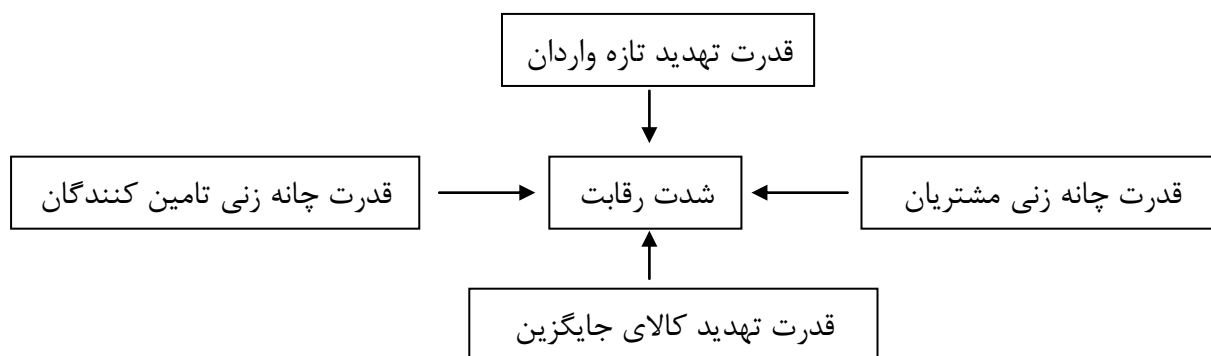 قدرت تهدید تازه واردان
قدرت چانه زنی مشتریان
شدت رقابت
قدرت چانه زنی تامین کنندگان
قدرت تهدید کالای جایگزین